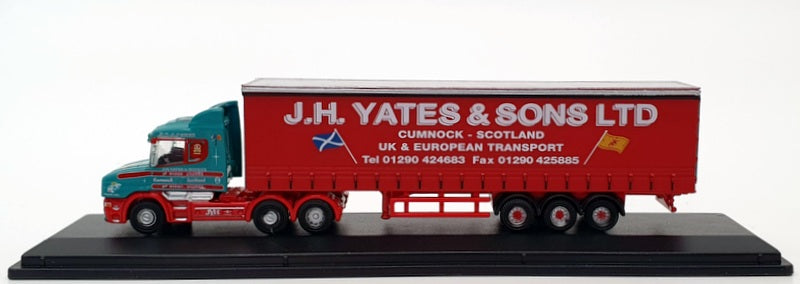 J.H. YATES & SONS LTD
CUMNOCK - SCOTLAND
UK & EUROPEAN TRANSPORT
Tel 01290 424683 Fax 01290 425885